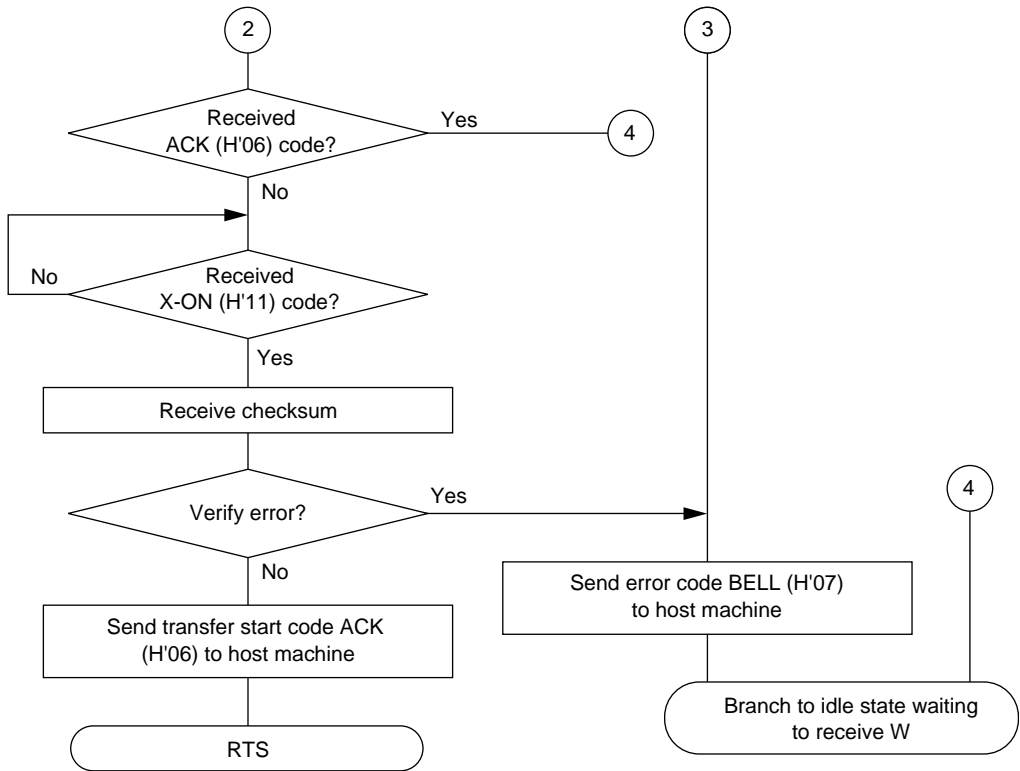 2
3
Received
ACK (H'06) code?
Yes
4
No
Received
X-ON (H'11) code?
No
Yes
Receive checksum
Verify error?
Yes
4
No
Send error code BELL (H'07)
to host machine
Send transfer start code ACK
(H'06) to host machine
Branch to idle state waiting
to receive W
RTS